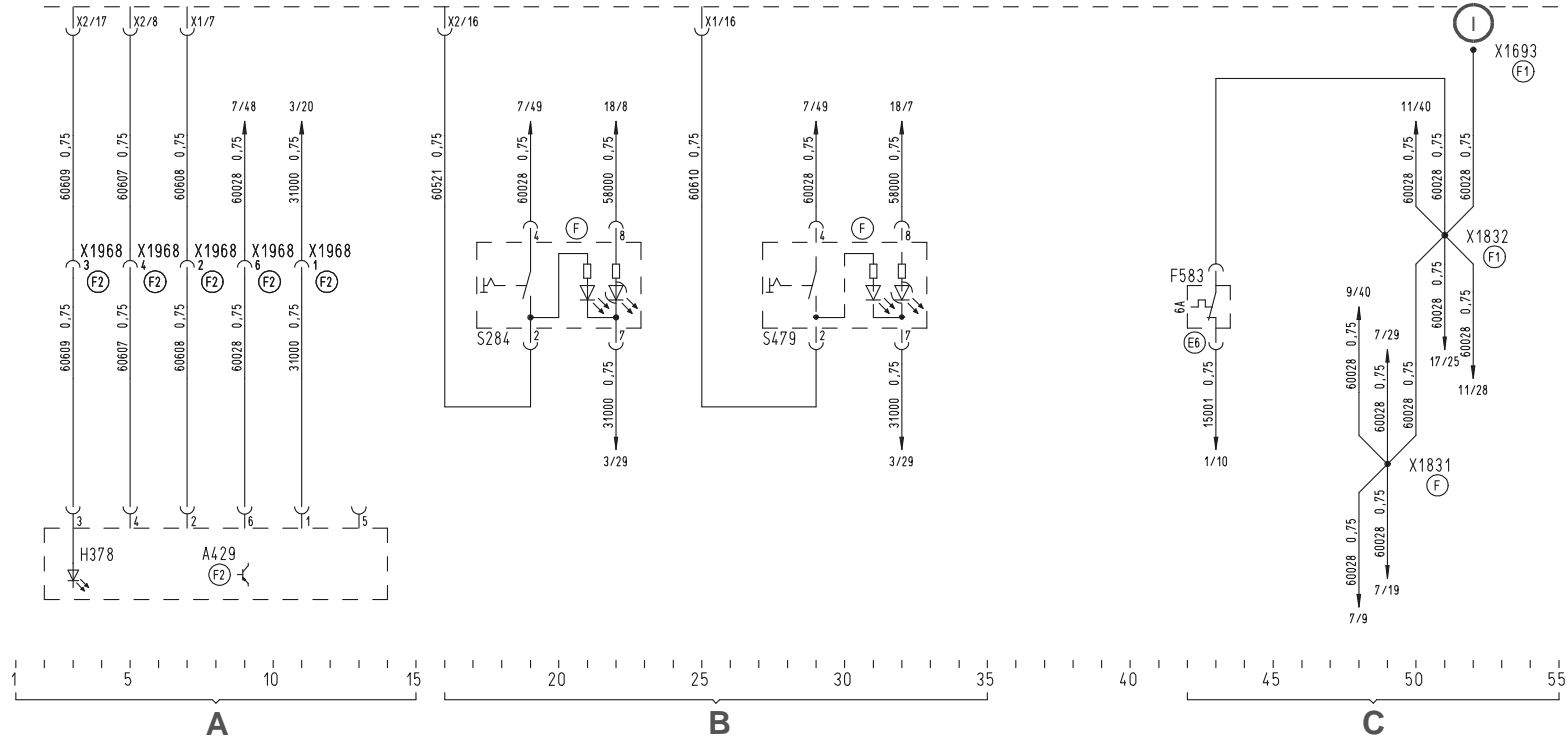 X2/17 X2/8 X1/7 X2/16 X1/16 I
X1693
F1
7/48 3/20 7/49 18/8 7/49 18/7 11/40
60609 0,75
60607 0,75
60608 0,75
60028 0,75
31000 0,75
60521 0,75
60028 0,75
58000 0,75
60610 0,75
60028 0,75
58000 0,75
60028 0,75
60028 0,75
60028 0,75
X1968 X1968 X1968 X1968 X1968
3 4 2 6 1
F2 F2 F2 F2 F2
4 F 8 4 F 8
X1832
F1
F583
6A
E6
S284 2 7 S479 2 7
60609 0,75
60607 0,75
60608 0,75
60028 0,75
31000 0,75
31000 0,75
31000 0,75
15001 0,75
9/40
60028 0,75
7/29
60028 0,75
60028 0,75
60028 0,75
17/25
60028 0,75
11/28
3/29 3/29 1/10
X1831
F
60028 0,75
60028 0,75
7/19
7/9
3 4 2 6 1 5
H378 A429
F2
1 5 10 15 20 25 30 35 40 45 50 55
A B C